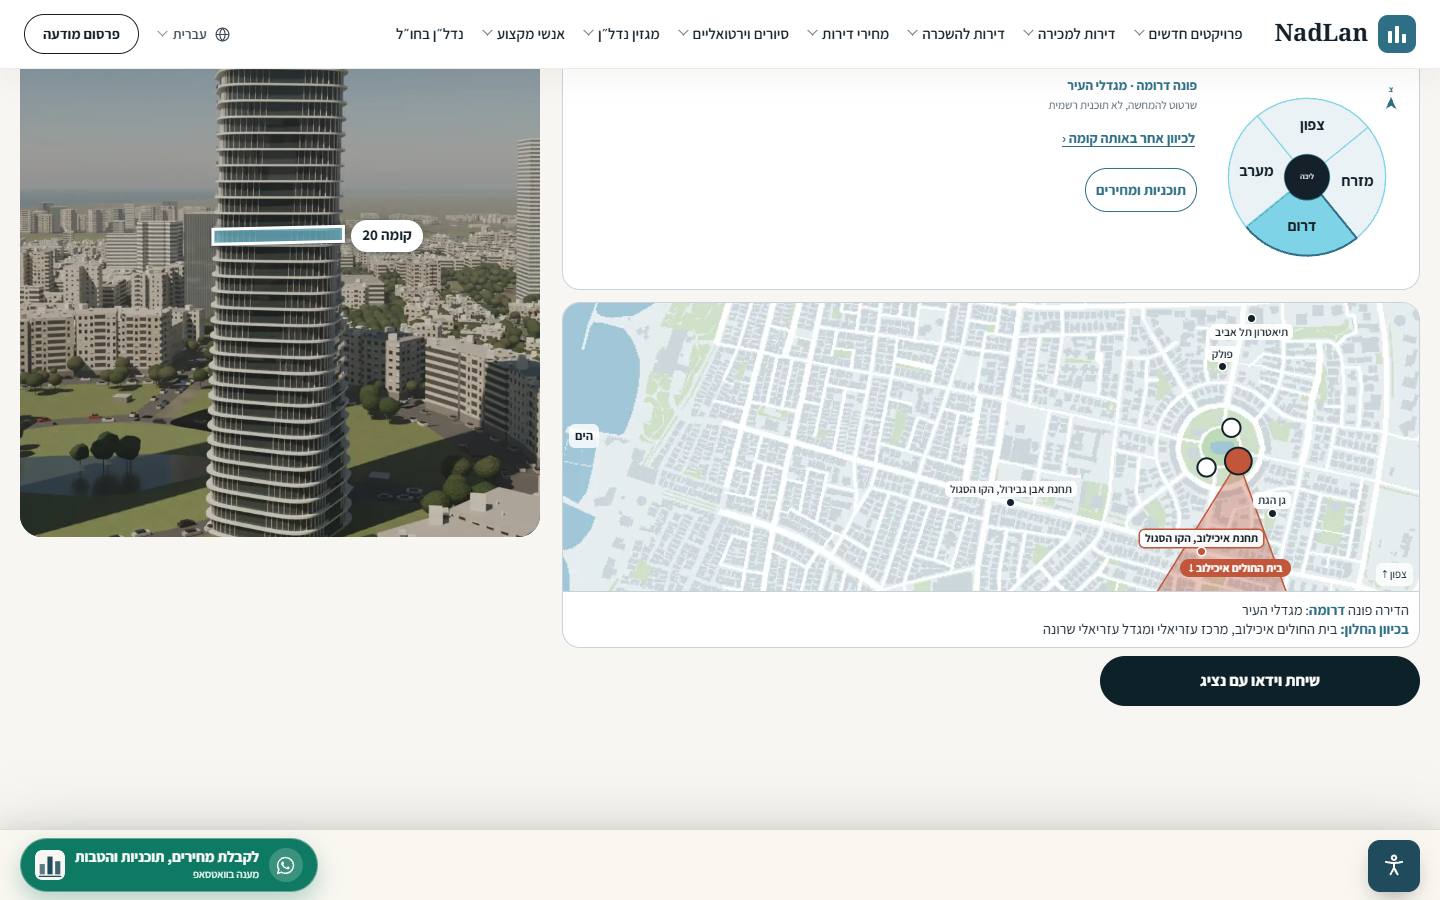 NadLan
פרויקטים חדשים
דירות למכירה
דירות להשכרה
מחירי דירות
סיורים וירטואליים
מגזין נדל״ן
אנשי מקצוע
נדל״ן בחו״ל
עברית
פרסום מודעה
פונה דרומה · מגדלי העיר
שרטוט להמחשה, לא תוכנית רשמית
לכיוון אחר באותה קומה ›
תוכניות ומחירים
צ
צפון
מערב
ליבה
מזרח
דרום
קומה 20
תיאטרון תל אביב
פולק
הים
תחנת אבן גבירול, הקו הסגול
גן הגת
תחנת איכילוב, הקו הסגול
בית החולים איכילוב ↓
צפון ↑
הדירה פונה דרומה: מגדלי העיר
בכיוון החלון: בית החולים איכילוב, מרכז עזריאלי ומגדל עזריאלי שרונה
שיחת וידאו עם נציג
לקבלת מחירים, תוכניות והטבות
מענה בוואטסאפ